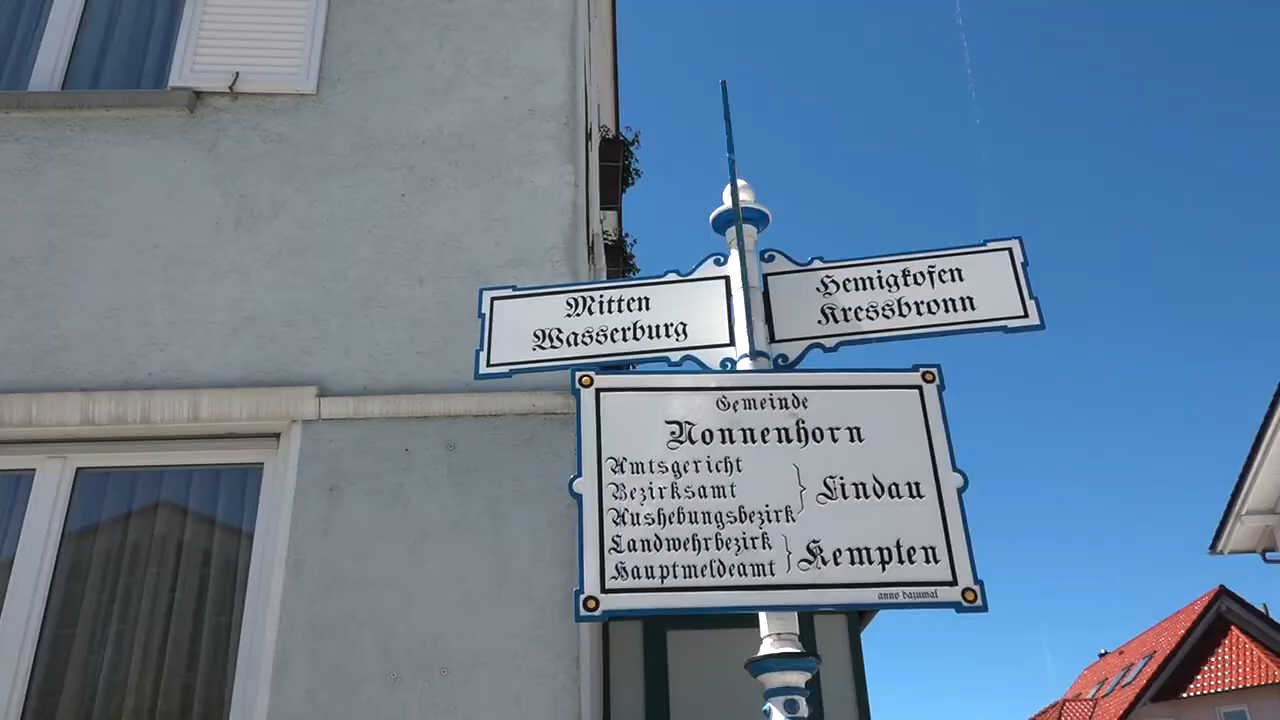 Mitten
Wasserburg
Hemigkofen
Kressbronn
Gemeinde
Nonnenhorn
Amtsgericht
Bezirksamt
Aushebungsbezirk
} Lindau
Landwehrbezirk
Hauptmeldeamt
} Kempten
anno dazumal